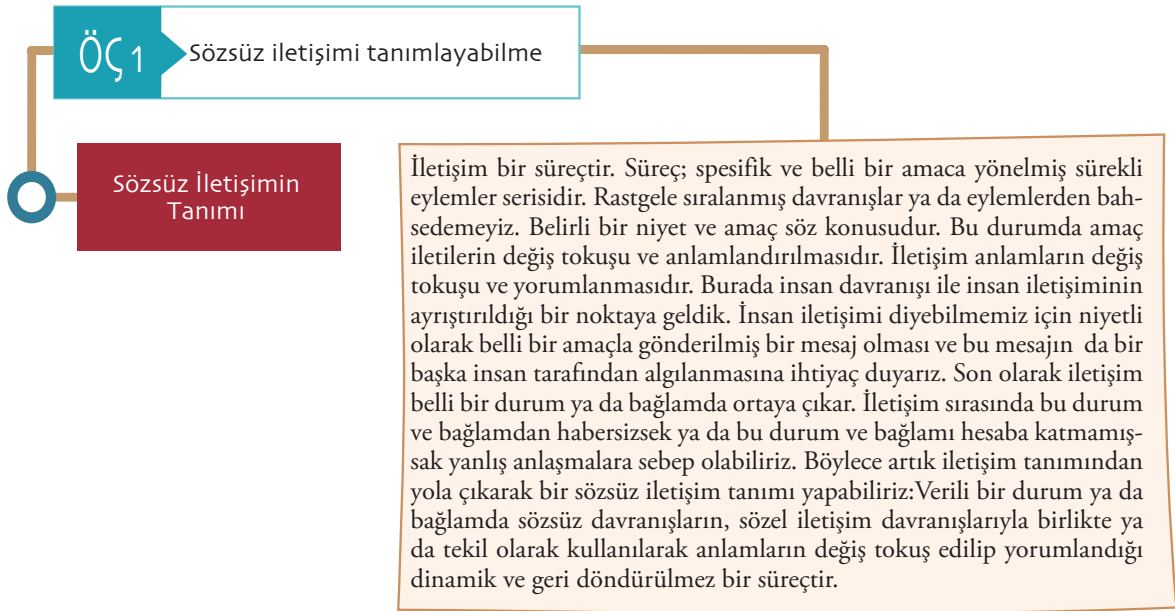 ÖÇ 1
Sözsüz iletişimi tanımlayabilme
Sözsüz İletişimin
Tanımı
İletişim bir süreçtir. Süreç; spesifik ve belli bir amaca yönelmiş sürekli
eylemler serisidir. Rastgele sıralanmış davranışlar ya da eylemlerden bah-
sedemeyiz. Belirli bir niyet ve amaç söz konusudur. Bu durumda amaç
iletilerin değiş tokuşu ve anlamlandırılmasıdır. İletişim anlamların değiş
tokuşu ve yorumlanmasıdır. Burada insan davranışı ile insan iletişiminin
ayrıştırıldığı bir noktaya geldik. İnsan iletişimi diyebilmemiz için niyetli
olarak belli bir amaçla gönderilmiş bir mesaj olması ve bu mesajın da bir
başka insan tarafından algılanmasına ihtiyaç duyarız. Son olarak iletişim
belli bir durum ya da bağlamda ortaya çıkar. İletişim sırasında bu durum
ve bağlamdan habersizsek ya da bu durum ve bağlamı hesaba katmamış-
sak yanlış anlaşmalara sebep olabiliriz. Böylece artık iletişim tanımından
yola çıkarak bir sözsüz iletişim tanımı yapabiliriz:Verili bir durum ya da
bağlamda sözsüz davranışların, sözel iletişim davranışlarıyla birlikte ya
da tekil olarak kullanılarak anlamların değiş tokuş edilip yorumlandığı
dinamik ve geri döndürülmez bir süreçtir.